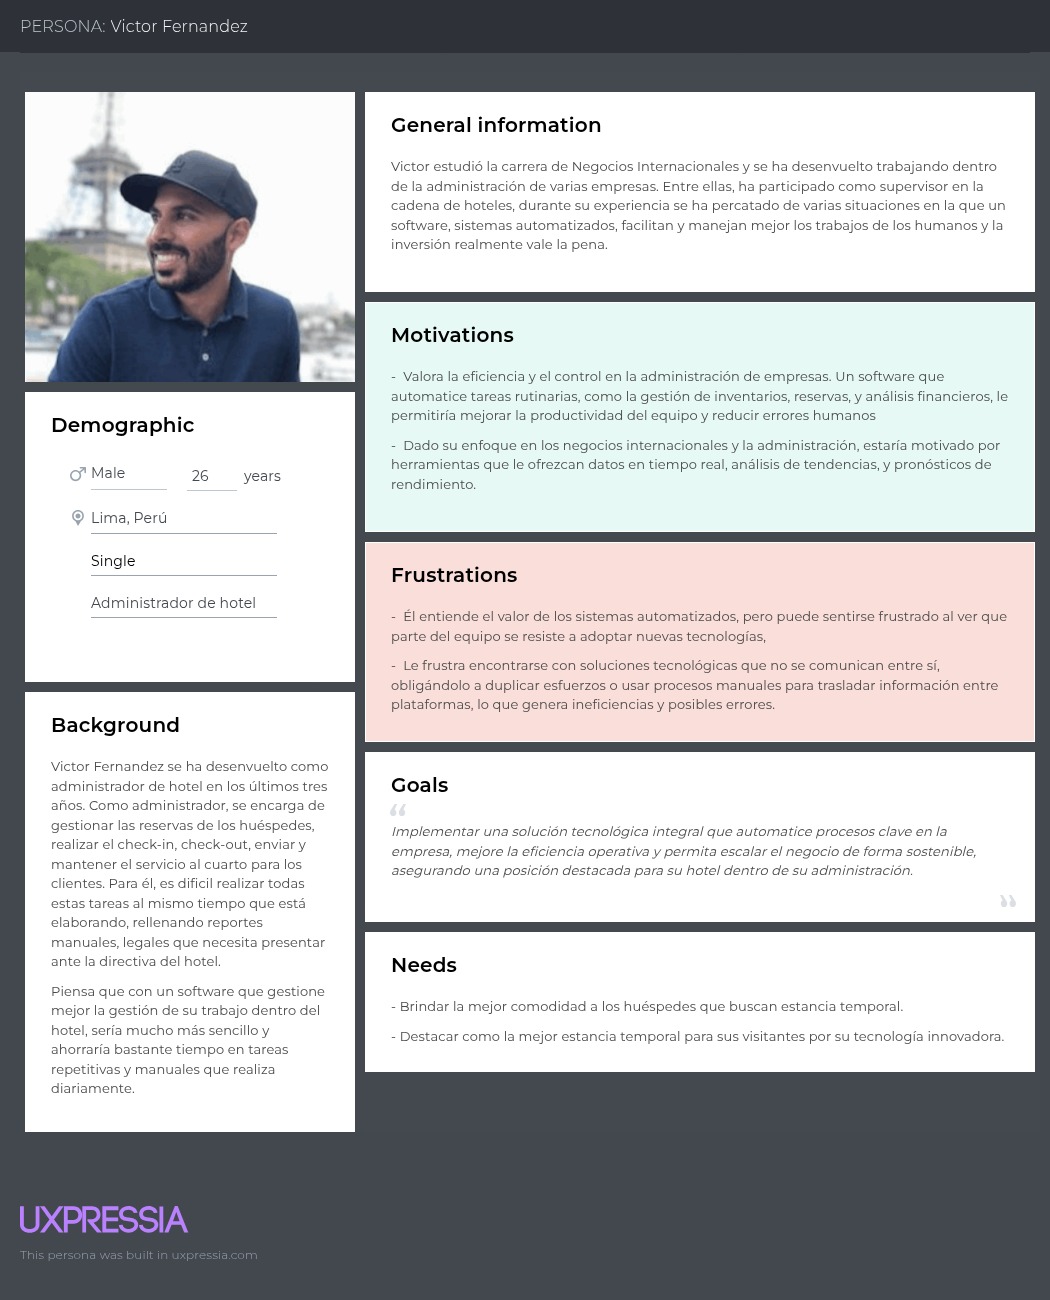 PERSONA: Victor Fernandez
Demographic
Male 26 years
Lima, Perú
Single
Administrador de hotel
Background
Victor Fernandez se ha desenvuelto como
administrador de hotel en los últimos tres
años. Como administrador, se encarga de
gestionar las reservas de los huéspedes,
realizar el check-in, check-out, enviar y
mantener el servicio al cuarto para los
clientes. Para él, es dificil realizar todas
estas tareas al mismo tiempo que está
elaborando, rellenando reportes
manuales, legales que necesita presentar
ante la directiva del hotel.
Piensa que con un software que gestione
mejor la gestión de su trabajo dentro del
hotel, sería mucho más sencillo y
ahorraría bastante tiempo en tareas
repetitivas y manuales que realiza
diariamente.
General information
Victor estudió la carrera de Negocios Internacionales y se ha desenvuelto trabajando dentro
de la administración de varias empresas. Entre ellas, ha participado como supervisor en la
cadena de hoteles, durante su experiencia se ha percatado de varias situaciones en la que un
software, sistemas automatizados, facilitan y manejan mejor los trabajos de los humanos y la
inversión realmente vale la pena.
Motivations
- Valora la eficiencia y el control en la administración de empresas. Un software que
automatice tareas rutinarias, como la gestión de inventarios, reservas, y análisis financieros, le
permitiría mejorar la productividad del equipo y reducir errores humanos
- Dado su enfoque en los negocios internacionales y la administración, estaría motivado por
herramientas que le ofrezcan datos en tiempo real, análisis de tendencias, y pronósticos de
rendimiento.
Frustrations
- Él entiende el valor de los sistemas automatizados, pero puede sentirse frustrado al ver que
parte del equipo se resiste a adoptar nuevas tecnologías,
- Le frustra encontrarse con soluciones tecnológicas que no se comunican entre sí,
obligándolo a duplicar esfuerzos o usar procesos manuales para trasladar información entre
plataformas, lo que genera ineficiencias y posibles errores.
Goals
“
Implementar una solución tecnológica integral que automatice procesos clave en la
empresa, mejore la eficiencia operativa y permita escalar el negocio de forma sostenible,
asegurando una posición destacada para su hotel dentro de su administración.
”
Needs
- Brindar la mejor comodidad a los huéspedes que buscan estancia temporal.
- Destacar como la mejor estancia temporal para sus visitantes por su tecnología innovadora.
UXPRESSIA
This persona was built in uxpressia.com